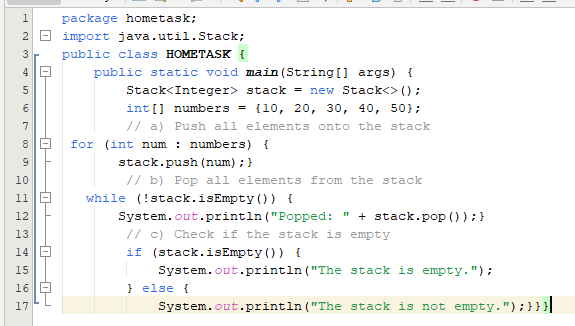 1 package hometask;
2 import java.util.Stack;
3 public class HOMETASK {
4 public static void main(String[] args) {
5 Stack<Integer> stack = new Stack<>();
6 int[] numbers = {10, 20, 30, 40, 50};
7 // a) Push all elements onto the stack
8 for (int num : numbers) {
9 stack.push(num);}
10 // b) Pop all elements from the stack
11 while (!stack.isEmpty()) {
12 System.out.println("Popped: " + stack.pop());}
13 // c) Check if the stack is empty
14 if (stack.isEmpty()) {
15 System.out.println("The stack is empty.");
16 } else {
17 System.out.println("The stack is not empty.");}}}